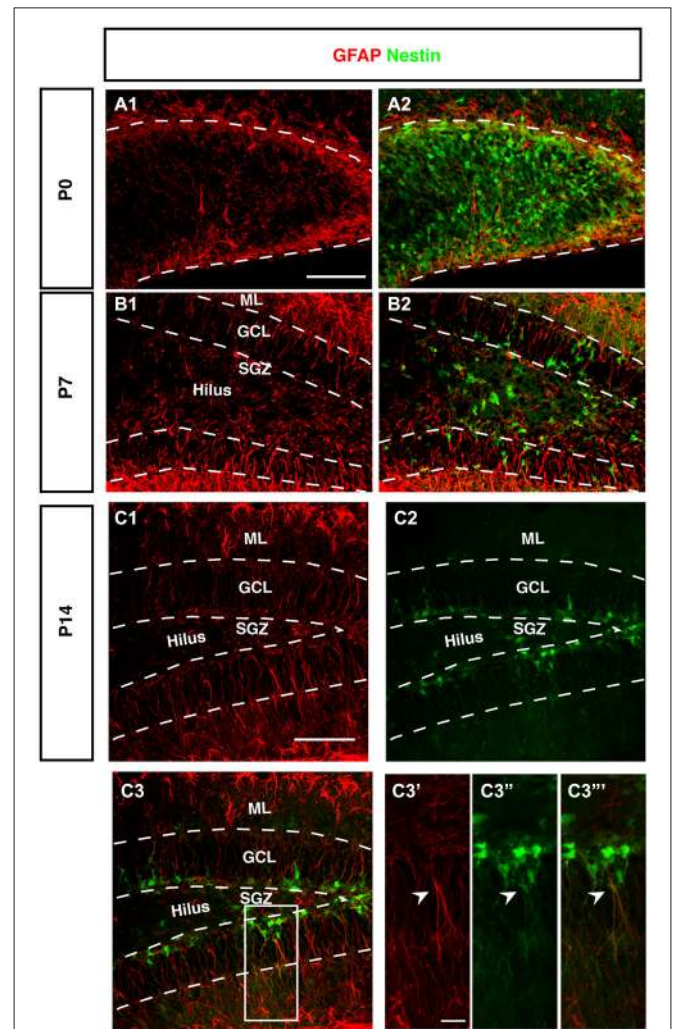 GFAP Nestin
P0
A1
A2
P7
B1
ML
GCL
SGZ
Hilus
B2
P14
C1
ML
GCL
SGZ
Hilus
C2
ML
GCL
SGZ
Hilus
C3
ML
GCL
SGZ
Hilus
C3'
C3''
C3'''